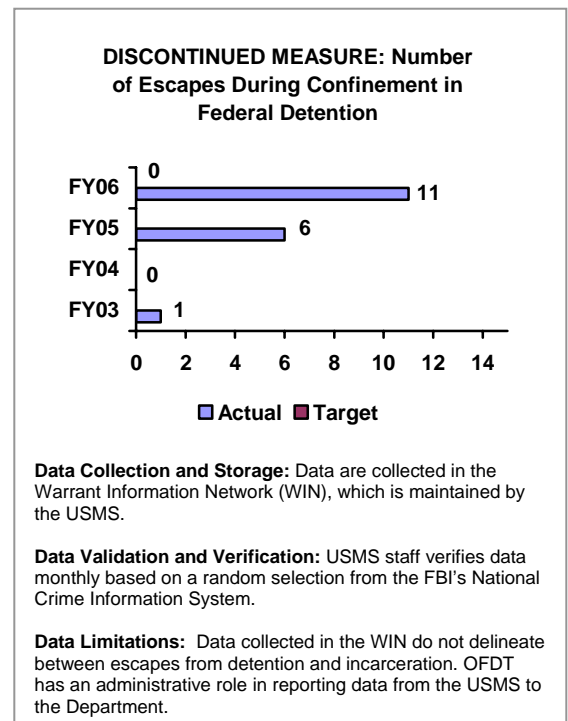 DISCONTINUED MEASURE: Number
of Escapes During Confinement in
Federal Detention
0
FY06
11
FY05
6
FY04
0
FY03
1
0 2 4 6 8 10 12 14
Actual Target
Data Collection and Storage: Data are collected in the
Warrant Information Network (WIN), which is maintained by
the USMS.
Data Validation and Verification: USMS staff verifies data
monthly based on a random selection from the FBI's National
Crime Information System.
Data Limitations: Data collected in the WIN do not delineate
between escapes from detention and incarceration. OFDT
has an administrative role in reporting data from the USMS to
the Department.